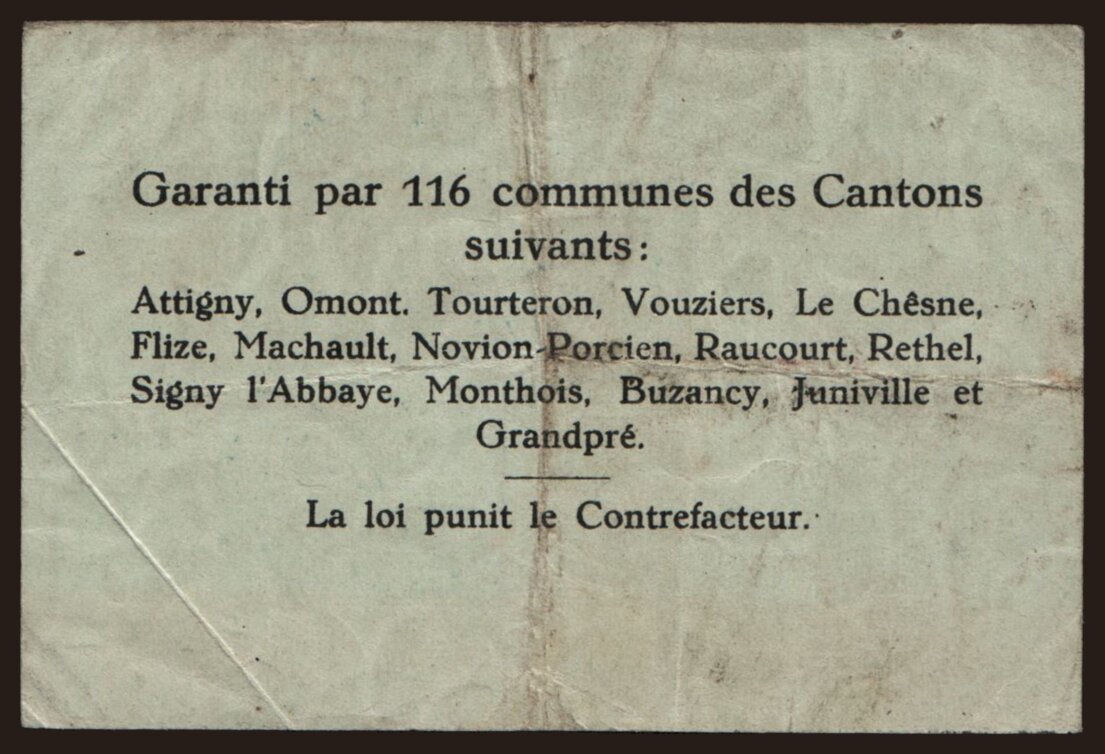 Garanti par 116 communes des Cantons
suivants:
Attigny, Omont. Tourteron, Vouziers, Le Chêsne,
Flize, Machault, Novion-Porcien, Raucourt, Rethel,
Signy l'Abbaye, Monthois, Buzancy, Juniville et
Grandpré.
La loi punit le Contrefacteur.